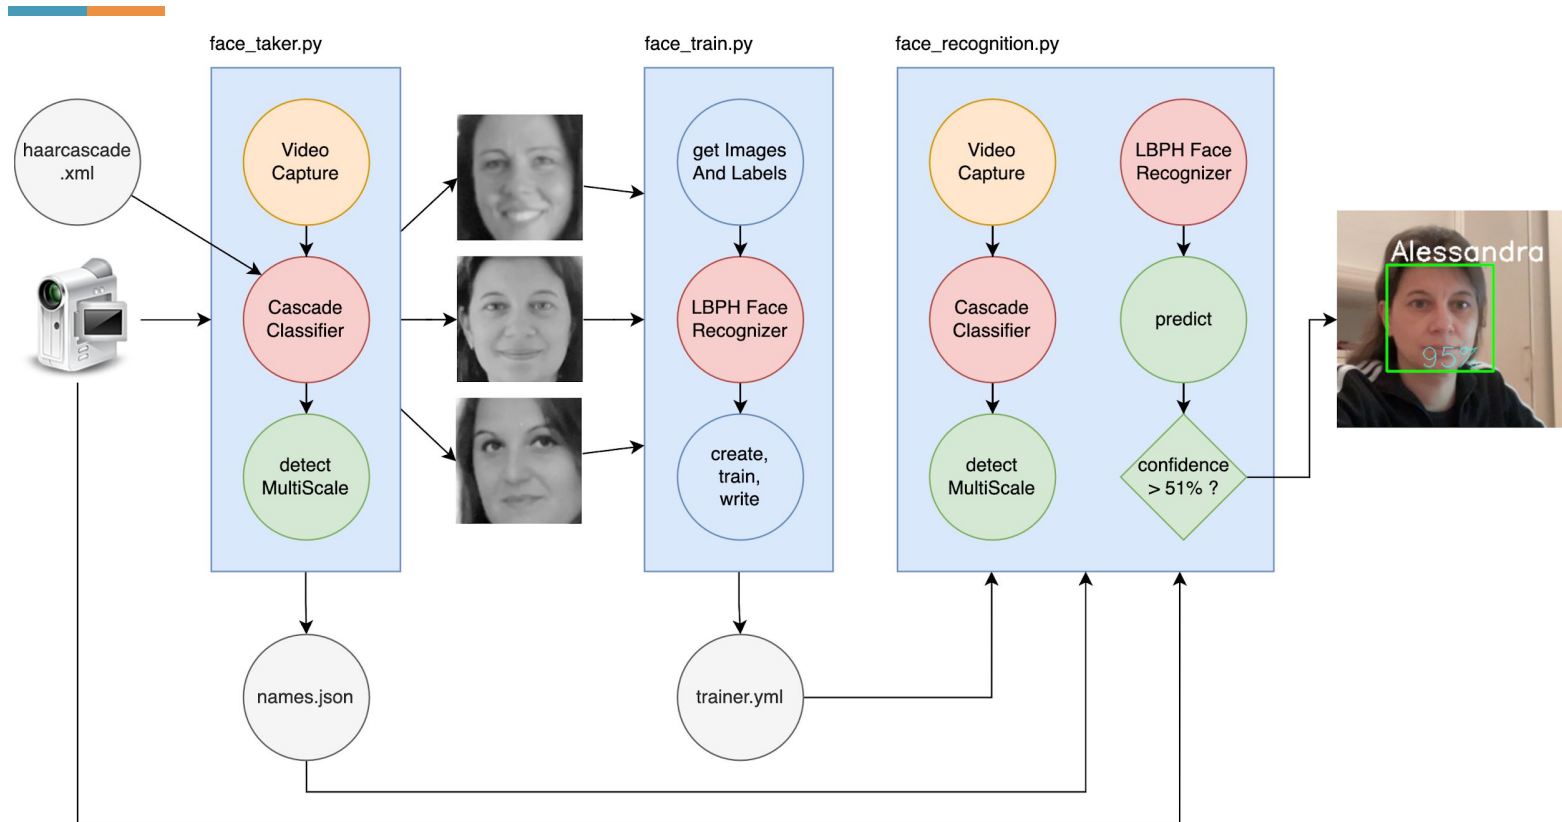 face_taker.py
face_train.py
face_recognition.py
haarcascade
.xml
Video
Capture
get Images
And Labels
Video
Capture
LBPH Face
Recognizer
Alessandra
Cascade
Classifier
LBPH Face
Recognizer
Cascade
Classifier
predict
95%
detect
MultiScale
create,
train,
write
detect
MultiScale
confidence
> 51% ?
names.json
trainer.yml